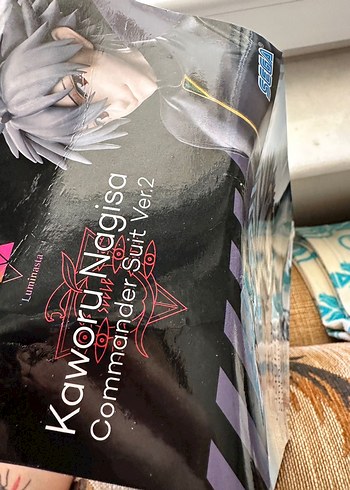 SEGA
Luminasta
Kaworu Nagisa
Commander Suit Ver.2